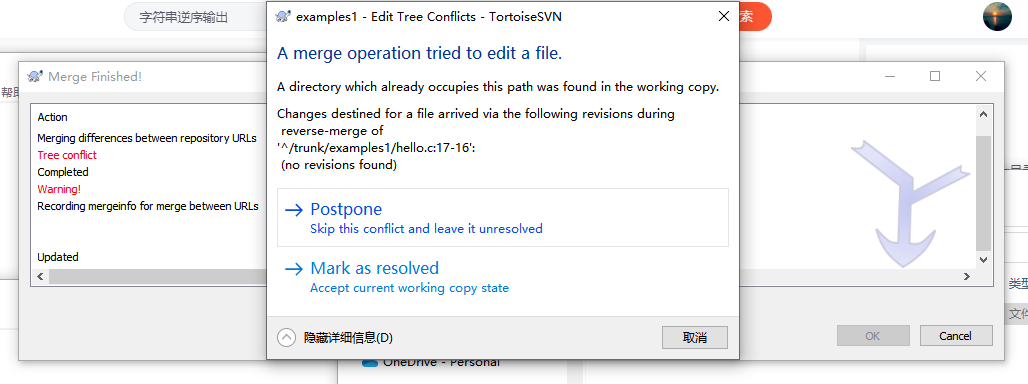 字符串逆序输出
索
examples1 - Edit Tree Conflicts - TortoiseSVN
A merge operation tried to edit a file.
A directory which already occupies this path was found in the working copy.
Changes destined for a file arrived via the following revisions during
reverse-merge of
'^/trunk/examples1/hello.c:17-16':
(no revisions found)
Postpone
Skip this conflict and leave it unresolved
Mark as resolved
Accept current working copy state
隐藏详细信息(D)
取消
Merge Finished!
帮助
Action
Merging differences between repository URLs
Tree conflict
Completed
Warning!
Recording mergeinfo for merge between URLs
Updated
OK
Cancel
类型
文件
OneDrive - Personal